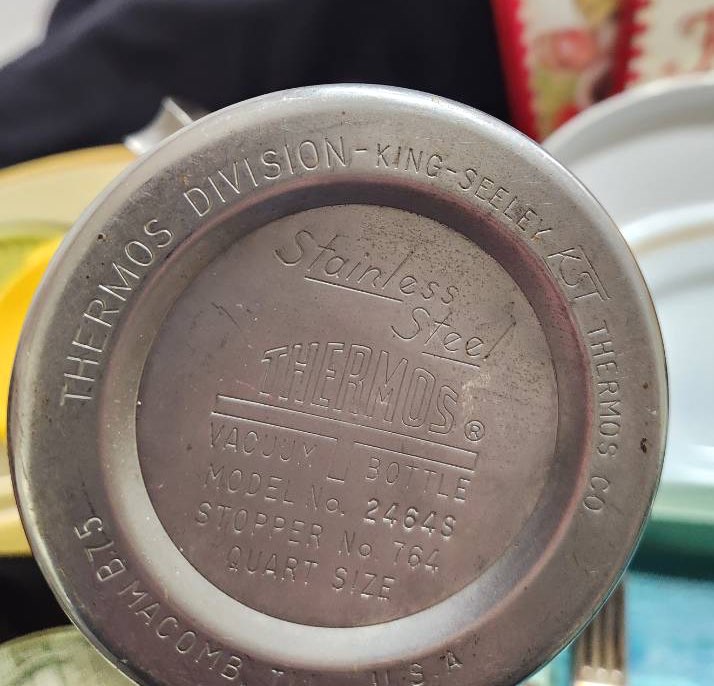 THERMOS DIVISION-KING-SEELEY KST THERMOS CO
Stainless
Steel
THERMOS®
VACUUM BOTTLE
MODEL No. 2464S
STOPPER No. 764
QUART SIZE
B75 MACOMB U.S.A